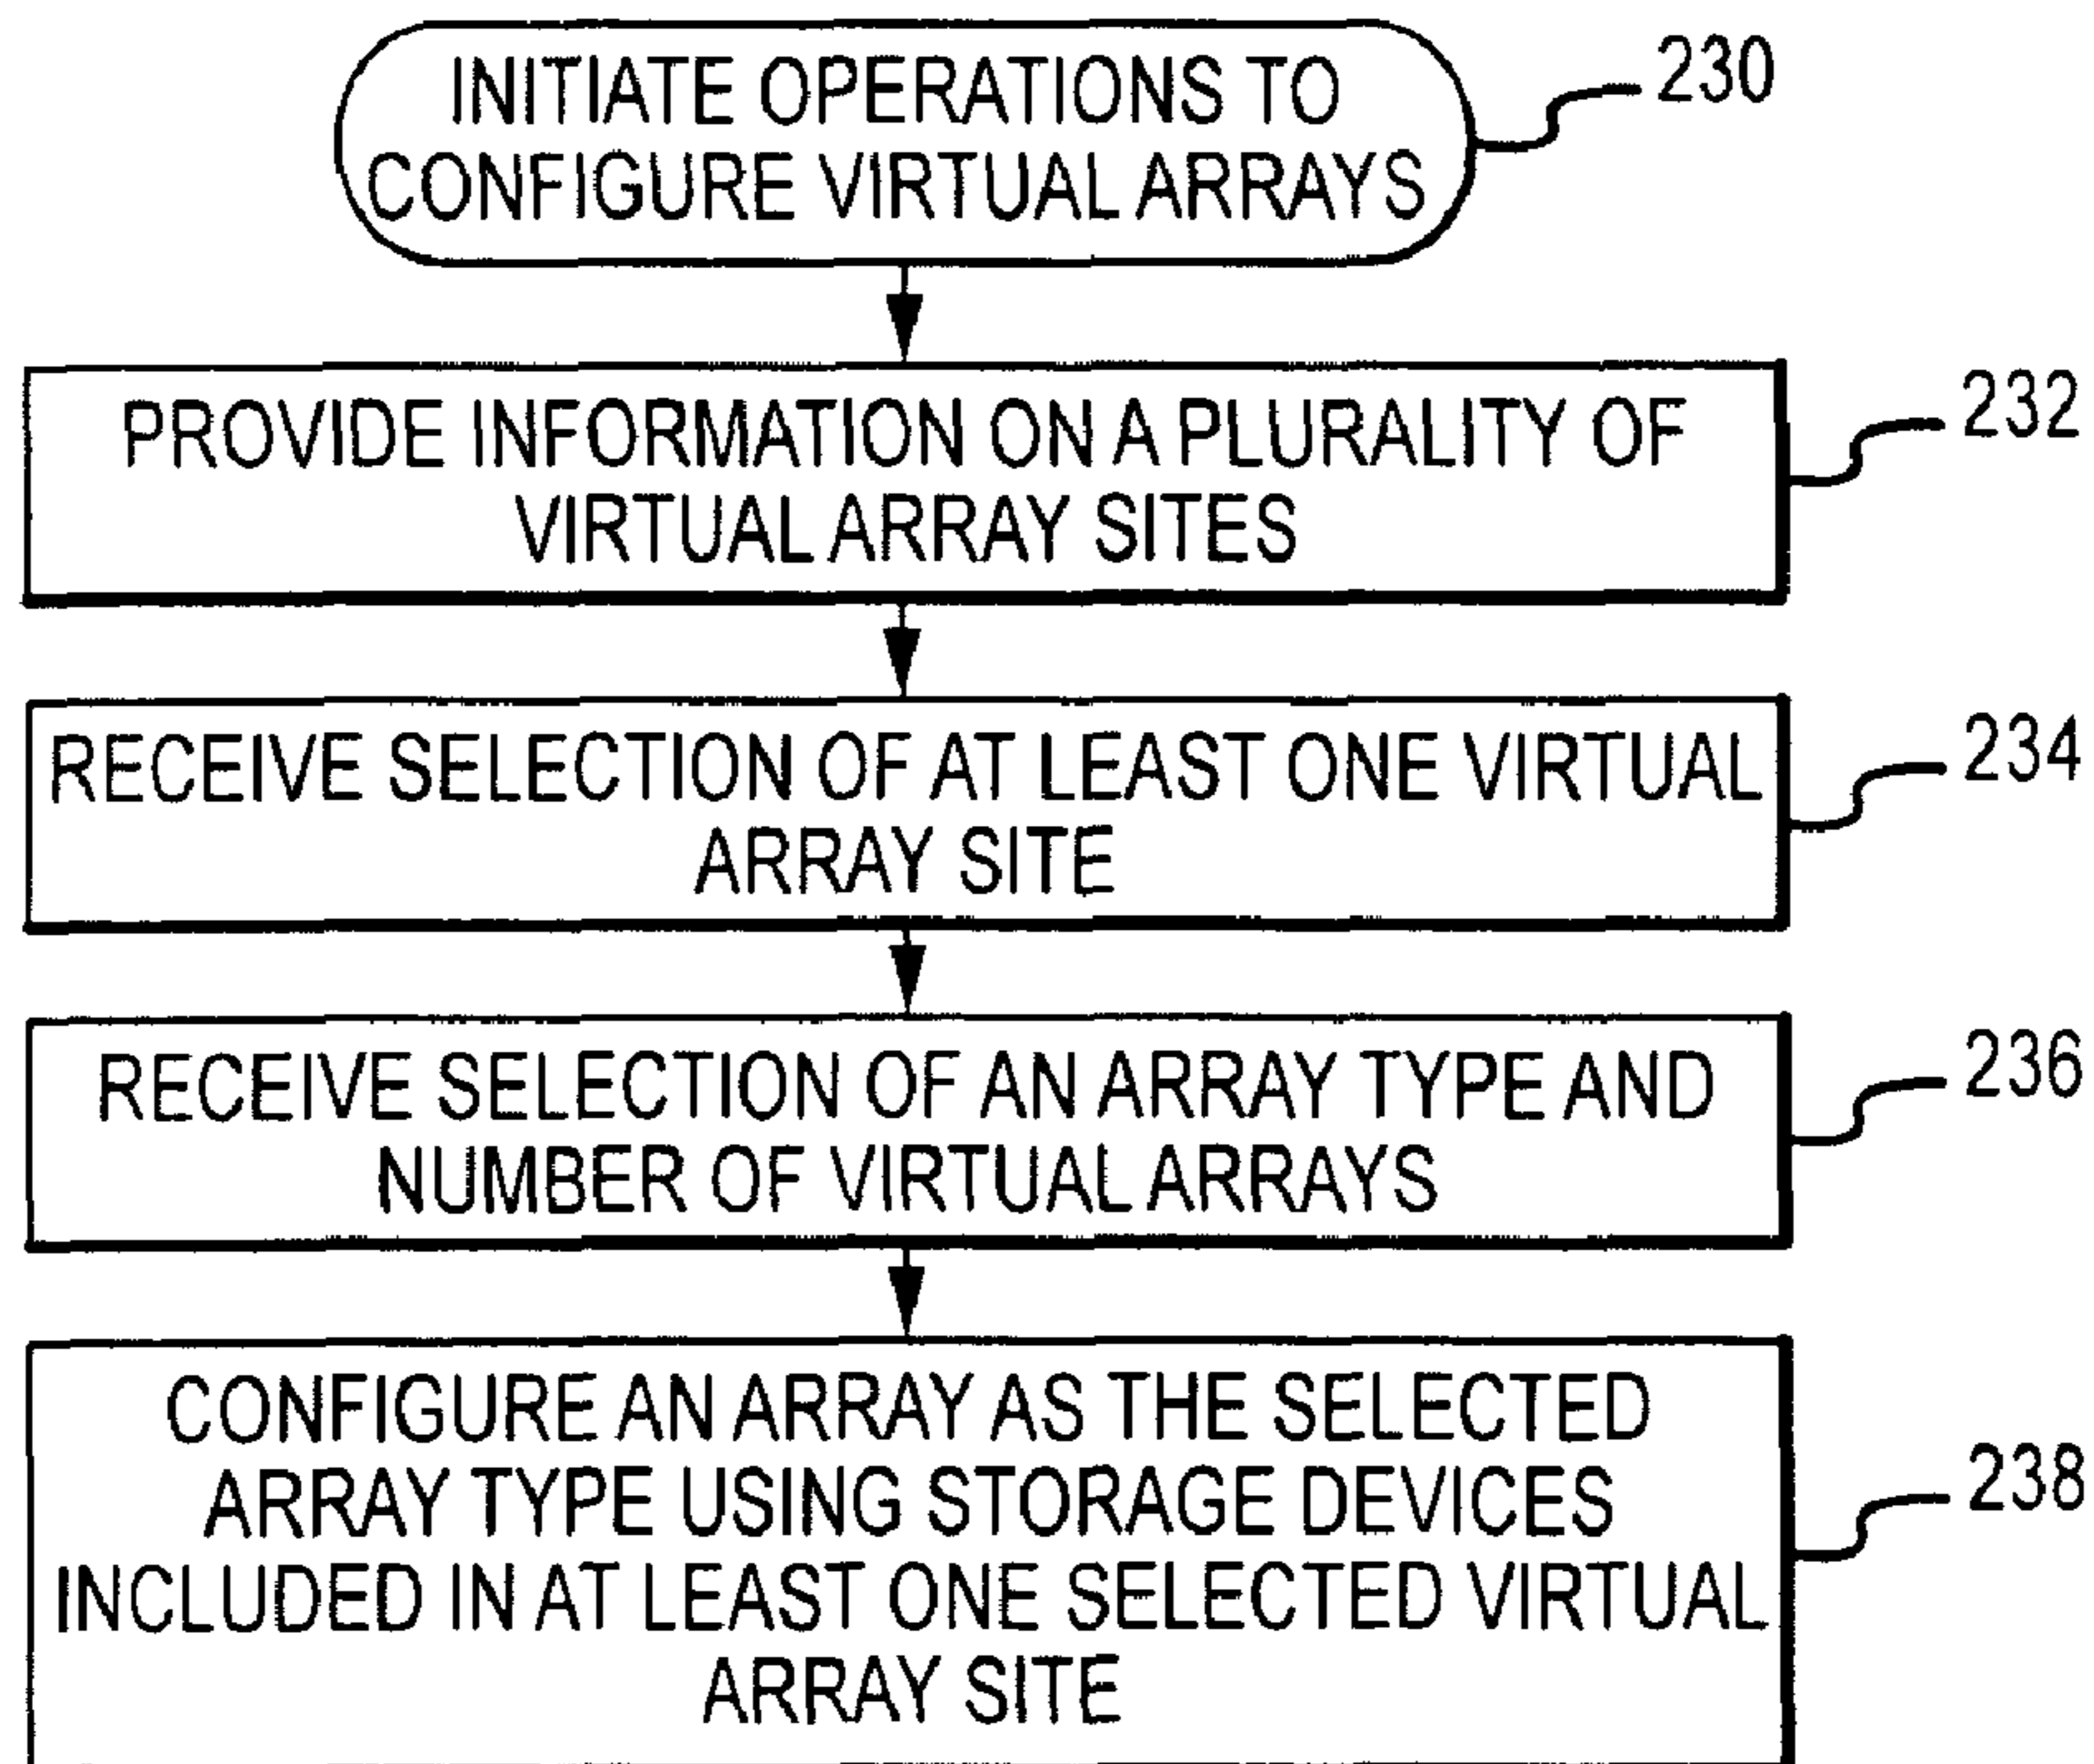 INITIATE OPERATIONS TO
CONFIGURE VIRTUAL ARRAYS
230
PROVIDE INFORMATION ON A PLURALITY OF
VIRTUAL ARRAY SITES
232
RECEIVE SELECTION OF AT LEAST ONE VIRTUAL
ARRAY SITE
234
RECEIVE SELECTION OF AN ARRAY TYPE AND
NUMBER OF VIRTUAL ARRAYS
236
CONFIGURE AN ARRAY AS THE SELECTED
ARRAY TYPE USING STORAGE DEVICES
INCLUDED IN AT LEAST ONE SELECTED VIRTUAL
ARRAY SITE
238